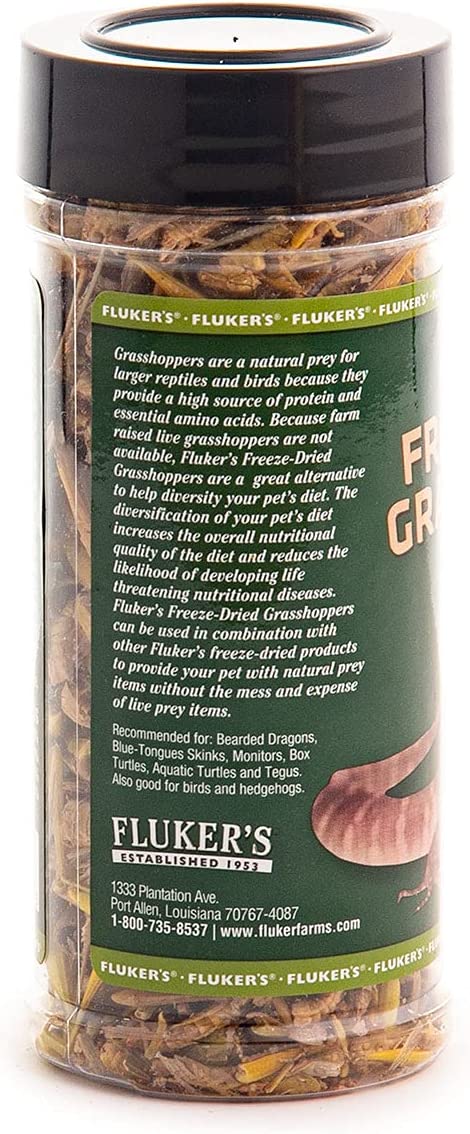 FLUKER'S® · FLUKER'S® · FLUKER'S® · FLUKER'S
Grasshoppers are a natural prey for
larger reptiles and birds because they
provide a high source of protein and
essential amino acids. Because farm
raised live grasshoppers are not
available, Fluker's Freeze-Dried
Grasshoppers are a great alternative
to help diversity your pet's diet. The
diversification of your pet's diet
increases the overall nutritional
quality of the diet and reduces the
likelihood of developing life
threatening nutritional diseases.
Fluker's Freeze-Dried Grasshoppers
can be used in combination with
other Fluker's freeze-dried products
to provide your pet with natural prey
items without the mess and expense
of live prey items.
Recommended for: Bearded Dragons,
Blue-Tongues Skinks, Monitors, Box
Turtles, Aquatic Turtles and Tegus.
Also good for birds and hedgehogs.
FLUKER'S
ESTABLISHED 1953
1333 Plantation Ave.
Port Allen, Louisiana 70767-4087
1-800-735-8537 | www.flukerfarms.com
FR
GR
FLUKER'S® · FLUKER'S® · FLUKER'S® · FLUKER'S